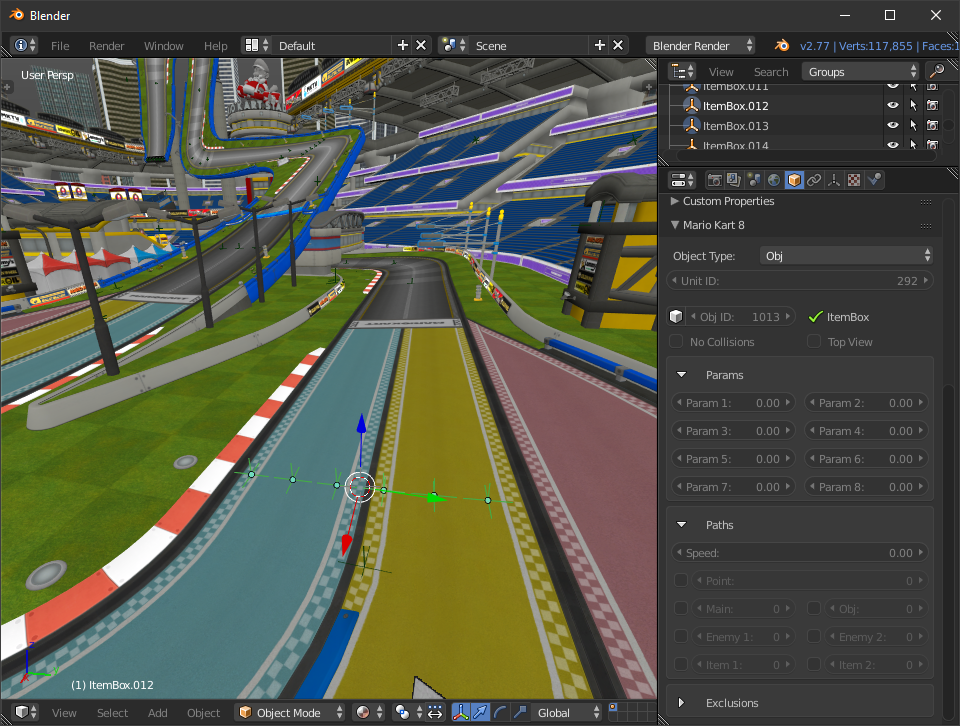 Blender
File Render Window Help Default Scene Blender Render v2.77 | Verts:117,855 | Faces:1
User Persp
View Search Groups
ItemBox.011
ItemBox.012
ItemBox.013
ItemBox.014
Custom Properties
Mario Kart 8
Object Type: Obj
Unit ID: 292
Obj ID: 1013 ItemBox
No Collisions Top View
Params
Param 1: 0.00 Param 2: 0.00
Param 3: 0.00 Param 4: 0.00
Param 5: 0.00 Param 6: 0.00
Param 7: 0.00 Param 8: 0.00
Paths
Speed: 0.00
Point: 0
Main: 0 Obj: 0
Enemy 1: 0 Enemy 2: 0
Item 1: 0 Item 2: 0
Exclusions
(1) ItemBox.012
View Select Add Object Object Mode Global